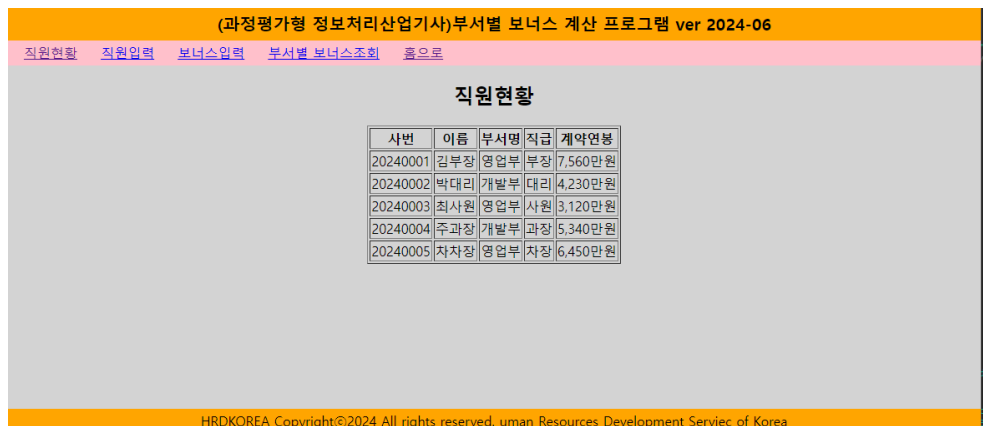 (과정평가형 정보처리산업기사)부서별 보너스 계산 프로그램 ver 2024-06
직원현황 직원입력 보너스입력 부서별 보너스조회 홈으로
직원현황
사번 이름 부서명 직급 계약연봉
20240001 김부장 영업부 부장 7,560만원
20240002 박대리 개발부 대리 4,230만원
20240003 최사원 영업부 사원 3,120만원
20240004 주과장 개발부 과장 5,340만원
20240005 차차장 영업부 차장 6,450만원
HRDKOREA Copyrightⓒ2024 All rights reserved. uman Resources Development Serviec of Korea